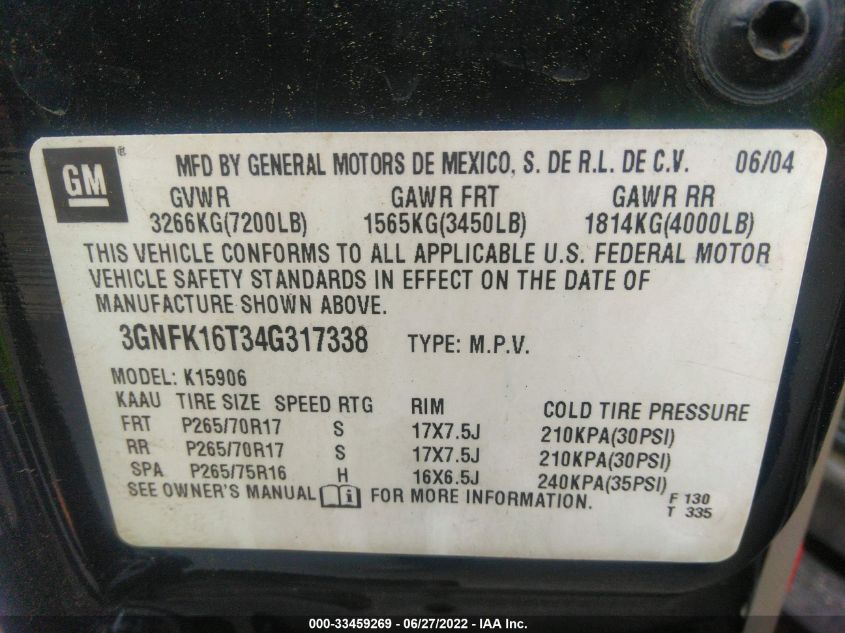 GM ® MFD BY GENERAL MOTORS DE MEXICO, S. DE R.L. DE C.V. 06/04
GVWR GAWR FRT GAWR RR
3266KG(7200LB) 1565KG(3450LB) 1814KG(4000LB)
THIS VEHICLE CONFORMS TO ALL APPLICABLE U.S. FEDERAL MOTOR
VEHICLE SAFETY STANDARDS IN EFFECT ON THE DATE OF
MANUFACTURE SHOWN ABOVE.
3GNFK16T34G317338 TYPE: M.P.V.
MODEL: K15906
KAAU TIRE SIZE SPEED RTG RIM COLD TIRE PRESSURE
FRT P265/70R17 S 17X7.5J 210KPA(30PSI)
RR P265/70R17 S 17X7.5J 210KPA(30PSI)
SPA P265/75R16 H 16X6.5J 240KPA(35PSI)
SEE OWNER'S MANUAL FOR MORE INFORMATION.
F 130
T 335
000-33459269 - 06/27/2022 - IAA Inc.